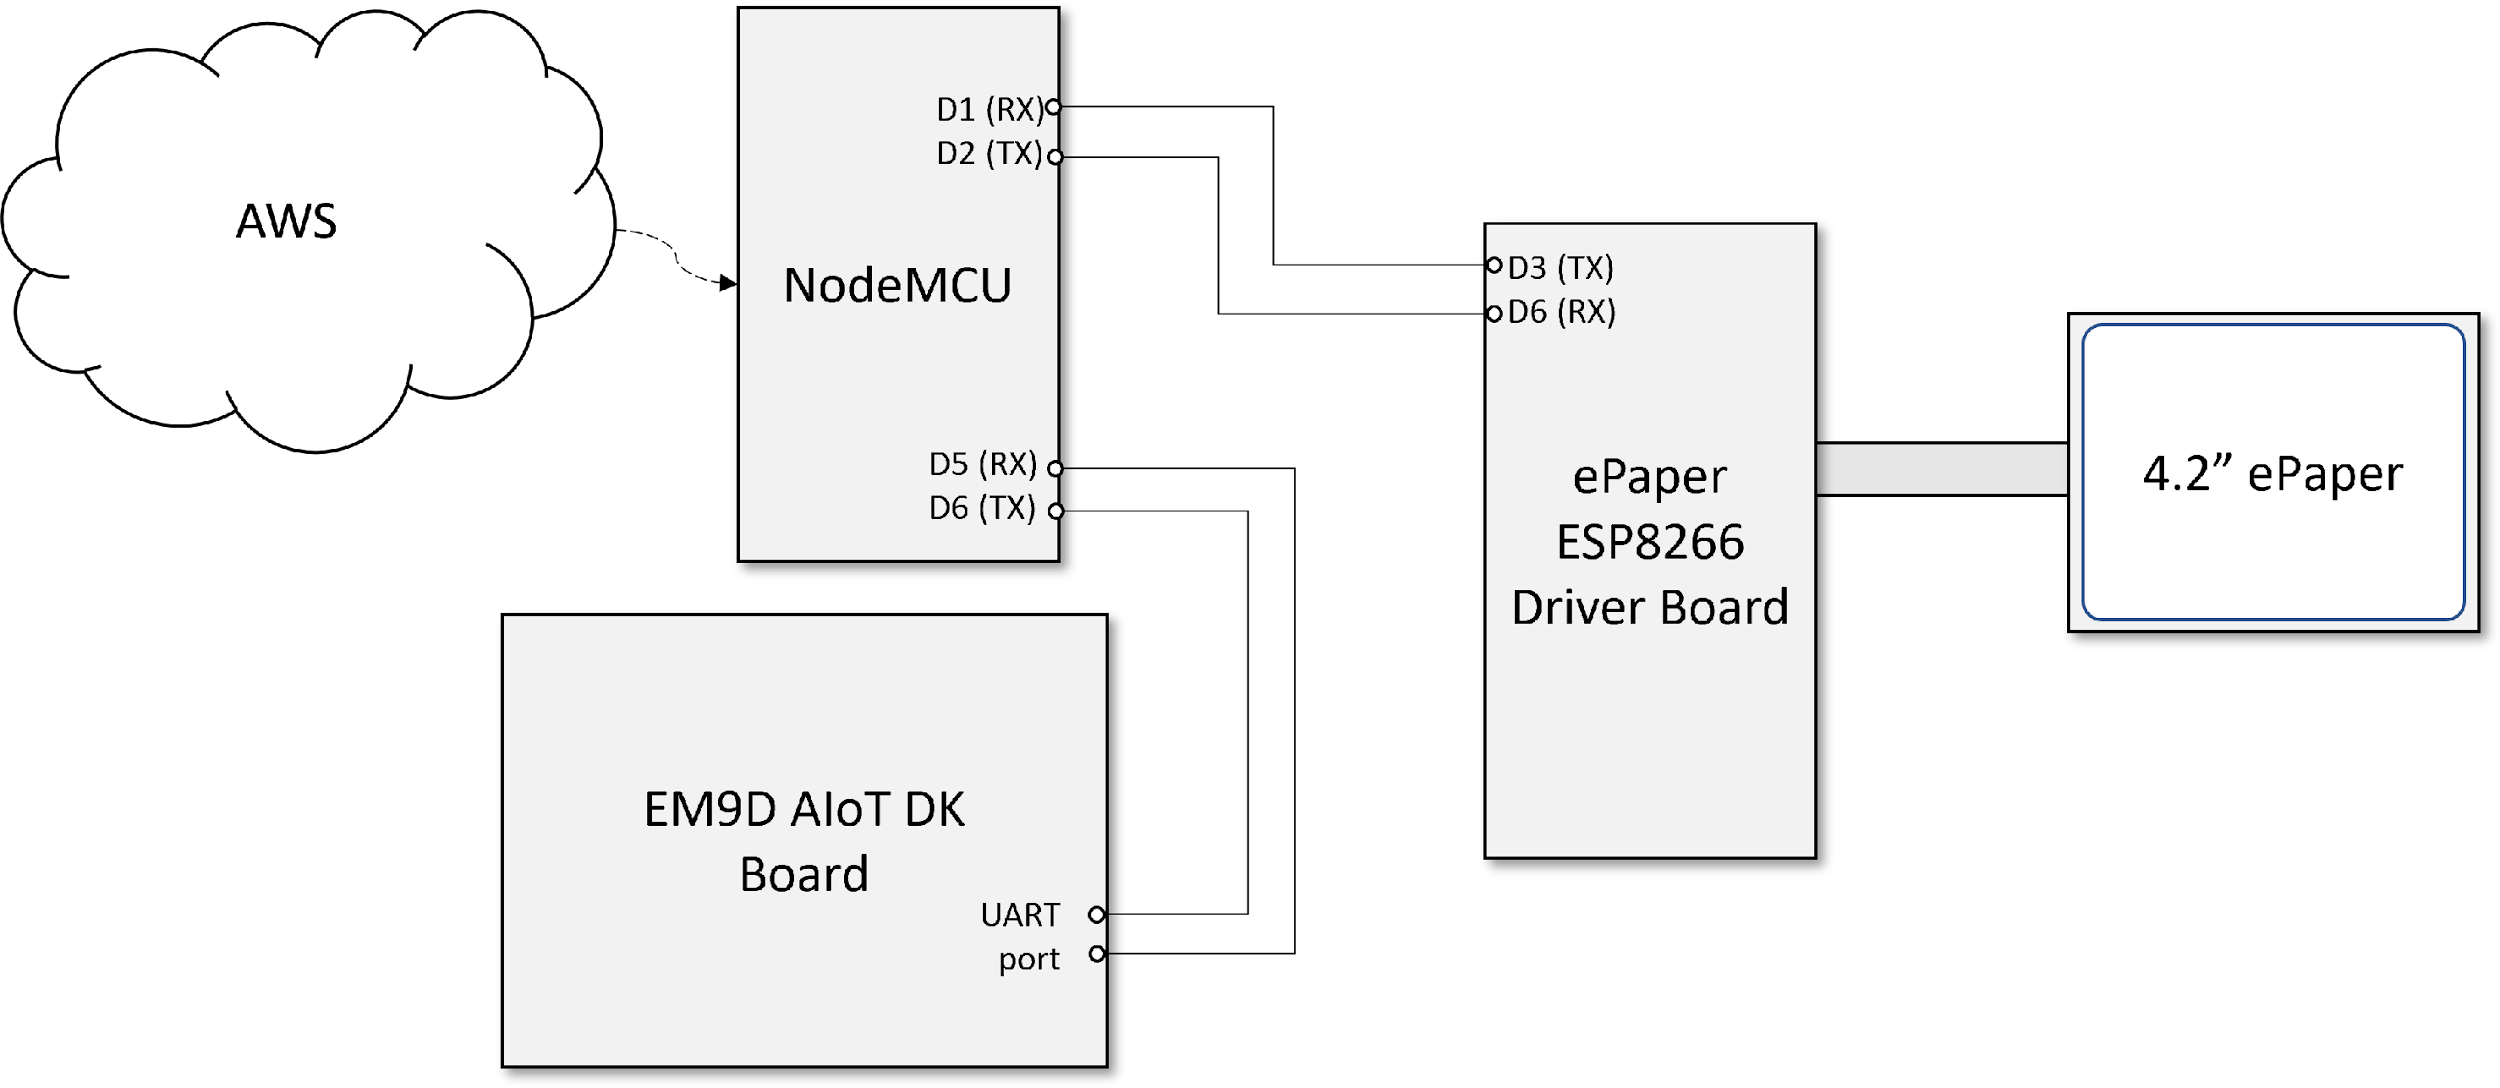 AWS
D1 (RX)
D2 (TX)
NodeMCU
D5 (RX)
D6 (TX)
D3 (TX)
D6 (RX)
ePaper
ESP8266
Driver Board
4.2” ePaper
EM9D AIoT DK
Board
UART
port